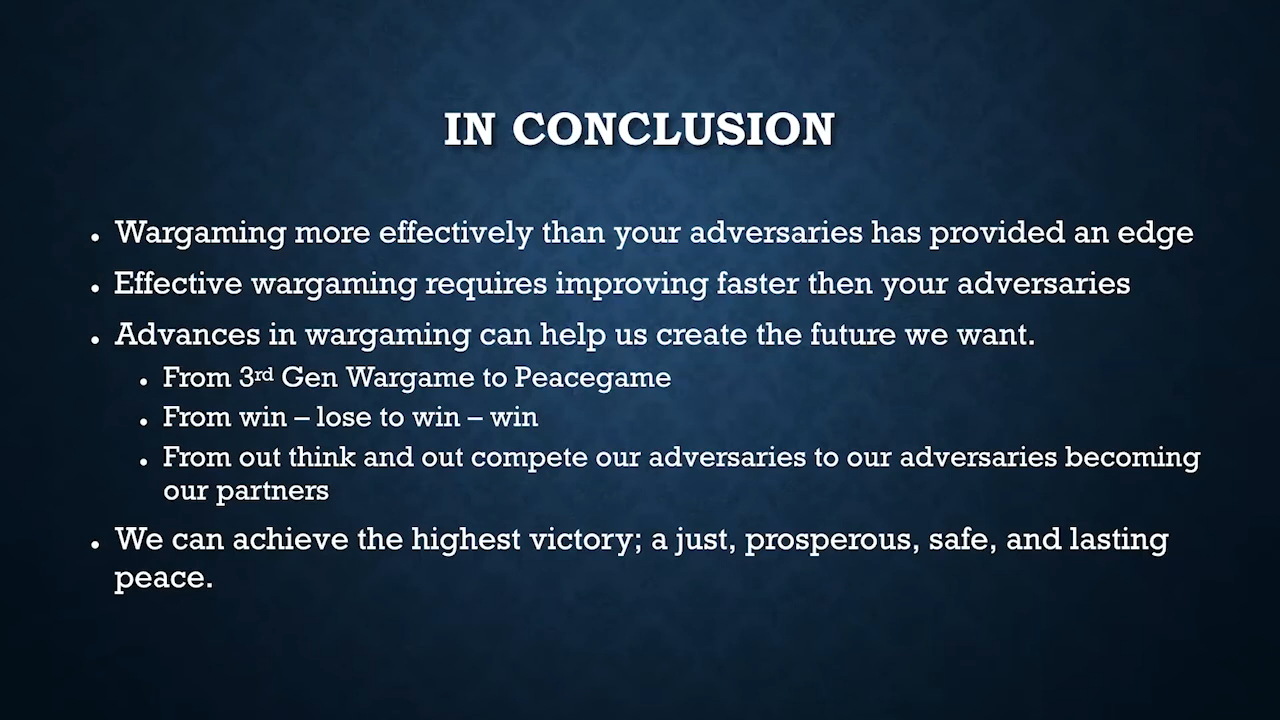 IN CONCLUSION
• Wargaming more effectively than your adversaries has provided an edge
• Effective wargaming requires improving faster then your adversaries
• Advances in wargaming can help us create the future we want.
• From 3rd Gen Wargame to Peacegame
• From win – lose to win – win
• From out think and out compete our adversaries to our adversaries becoming
our partners
• We can achieve the highest victory; a just, prosperous, safe, and lasting
peace.